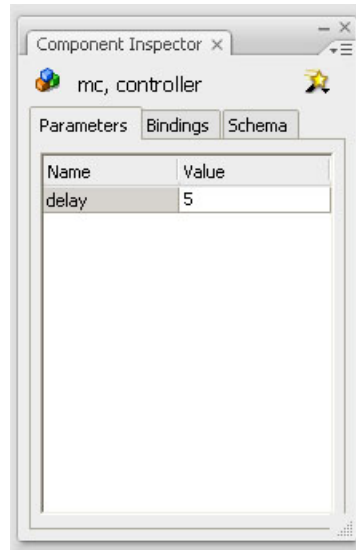 Component Inspector
mc, controller
Parameters Bindings Schema
Name Value
delay 5